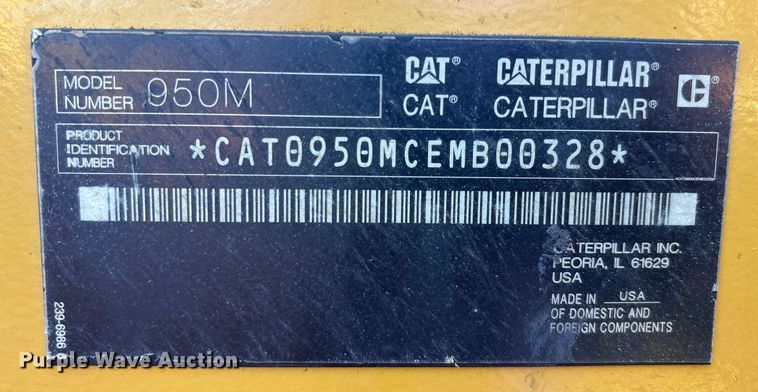 MODEL
NUMBER 950M
CAT® CATERPILLAR®
CAT® CATERPILLAR®
PRODUCT
IDENTIFICATION
NUMBER
*CAT0950MCEMB00328*
CATERPILLAR INC.
PEORIA, IL 61629
USA
MADE IN USA
OF DOMESTIC AND
FOREIGN COMPONENTS
239-6986
Purple Wave Auction